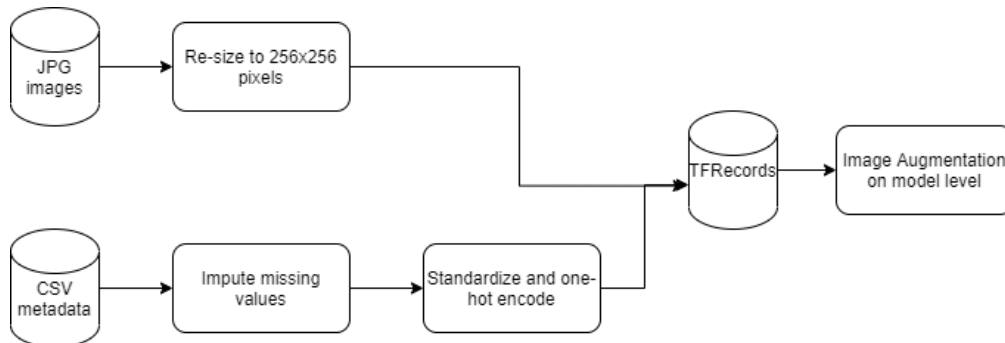 JPG
images
Re-size to 256x256
pixels
TFRecords
Image Augmentation
on model level
CSV
metadata
Impute missing
values
Standardize and one-
hot encode